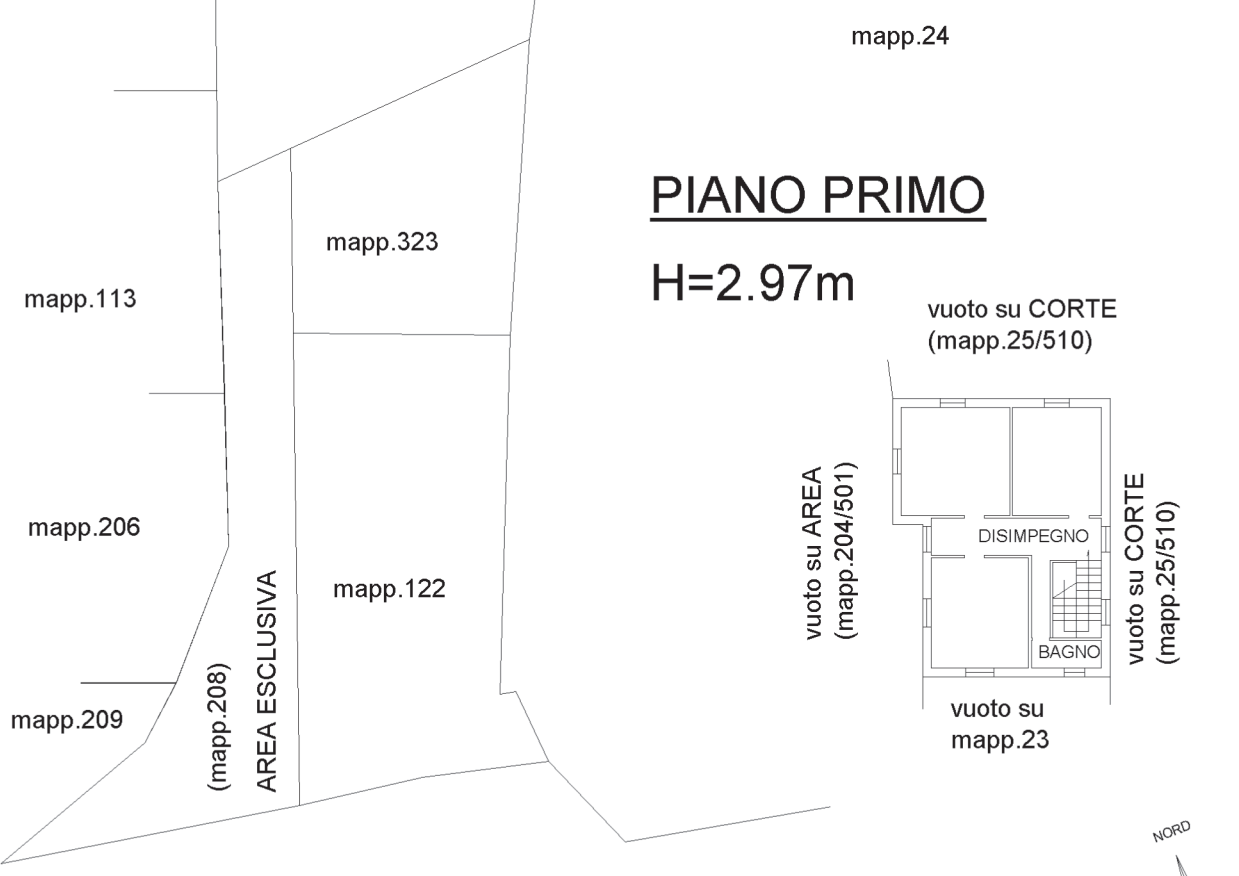 mapp.24
PIANO PRIMO
mapp.323
H=2.97m
mapp.113
vuoto su CORTE
(mapp.25/510)
vuoto su AREA
(mapp.204/501)
DISIMPEGNO
vuoto su CORTE
(mapp.25/510)
mapp.206
mapp.122
BAGNO
(mapp.208)
AREA ESCLUSIVA
mapp.209
vuoto su
mapp.23
NORD